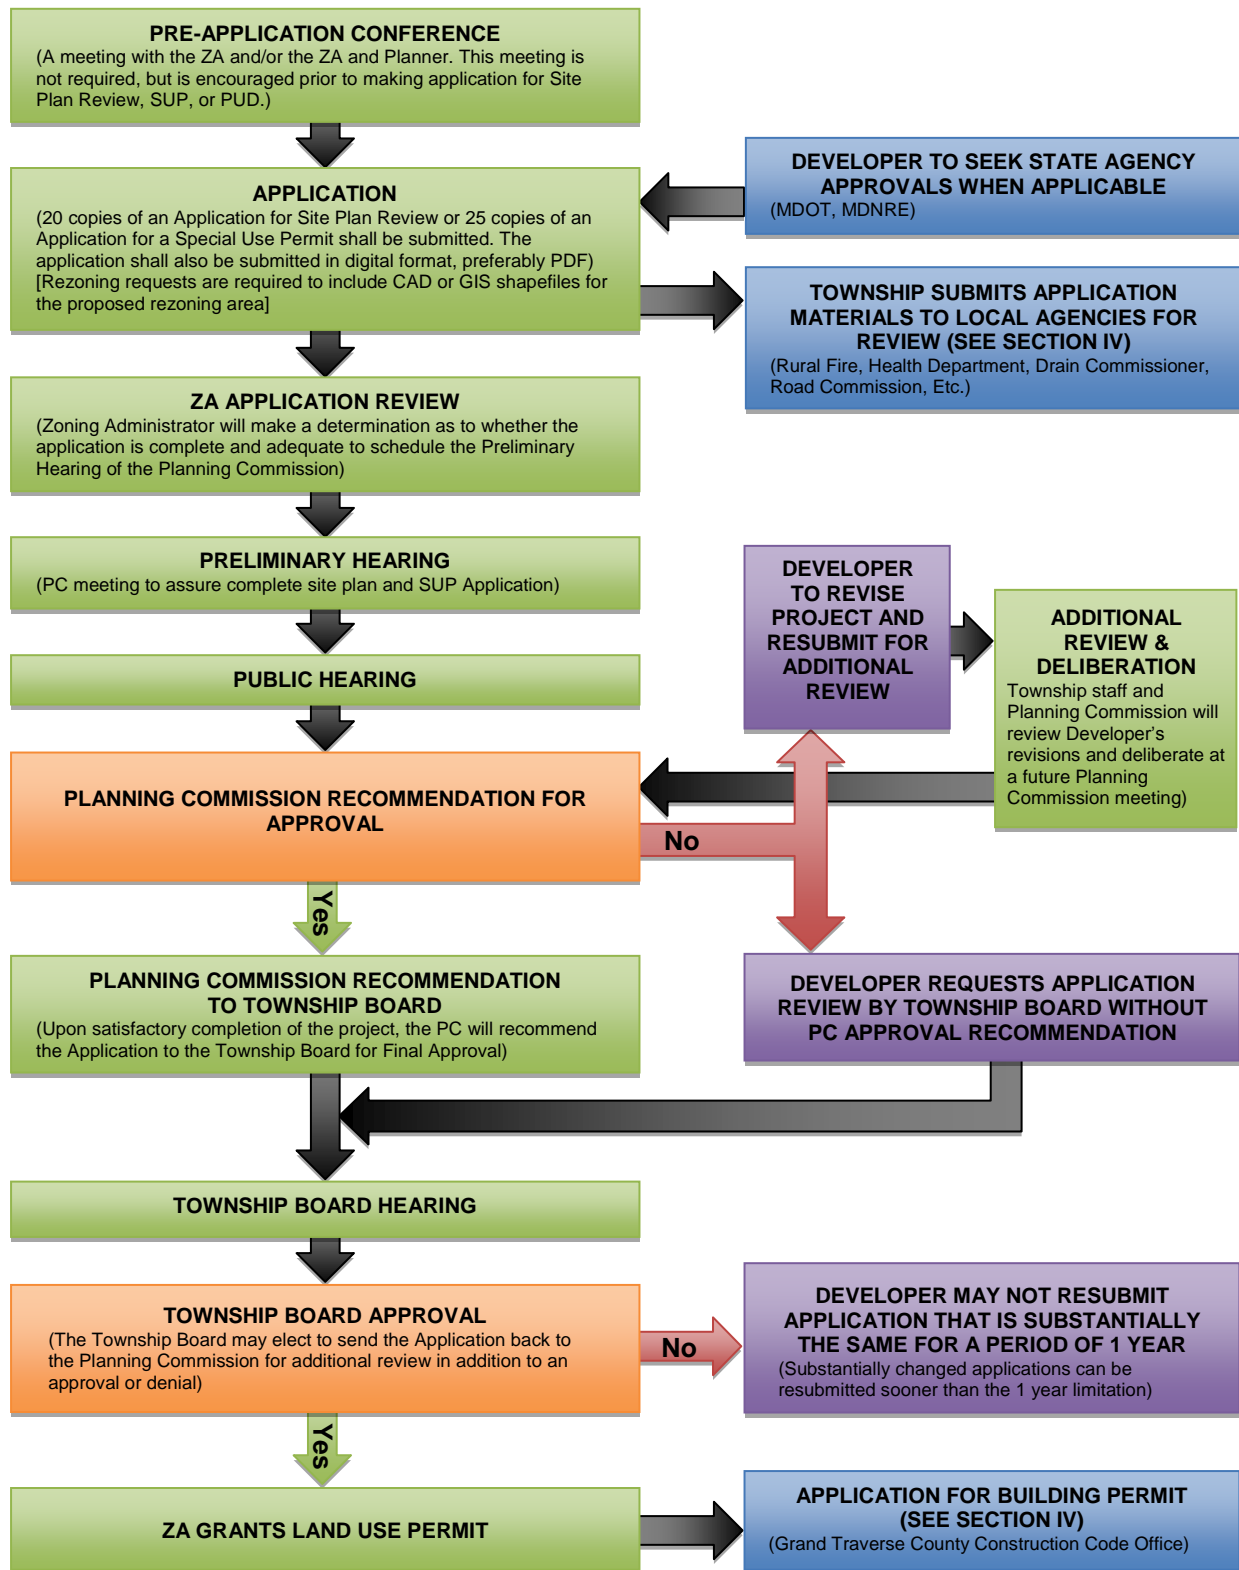 PRE-APPLICATION CONFERENCE
(A meeting with the ZA and/or the ZA and Planner. This meeting is
not required, but is encouraged prior to making application for Site
Plan Review, SUP, or PUD.)
DEVELOPER TO SEEK STATE AGENCY
APPROVALS WHEN APPLICABLE
(MDOT, MDNRE)
APPLICATION
(20 copies of an Application for Site Plan Review or 25 copies of an
Application for a Special Use Permit shall be submitted. The
application shall also be submitted in digital format, preferably PDF)
[Rezoning requests are required to include CAD or GIS shapefiles for
the proposed rezoning area]
TOWNSHIP SUBMITS APPLICATION
MATERIALS TO LOCAL AGENCIES FOR
REVIEW (SEE SECTION IV)
(Rural Fire, Health Department, Drain Commissioner,
Road Commission, Etc.)
ZA APPLICATION REVIEW
(Zoning Administrator will make a determination as to whether the
application is complete and adequate to schedule the Preliminary
Hearing of the Planning Commission)
PRELIMINARY HEARING
(PC meeting to assure complete site plan and SUP Application)
PUBLIC HEARING
DEVELOPER
TO REVISE
PROJECT AND
RESUBMIT FOR
ADDITIONAL
REVIEW
ADDITIONAL
REVIEW &
DELIBERATION
Township staff and
Planning Commission will
review Developer's
revisions and deliberate at
a future Planning
Commission meeting)
PLANNING COMMISSION RECOMMENDATION FOR
APPROVAL
No
Yes
PLANNING COMMISSION RECOMMENDATION
TO TOWNSHIP BOARD
(Upon satisfactory completion of the project, the PC will recommend
the Application to the Township Board for Final Approval)
DEVELOPER REQUESTS APPLICATION
REVIEW BY TOWNSHIP BOARD WITHOUT
PC APPROVAL RECOMMENDATION
TOWNSHIP BOARD HEARING
TOWNSHIP BOARD APPROVAL
(The Township Board may elect to send the Application back to
the Planning Commission for additional review in addition to an
approval or denial)
No
DEVELOPER MAY NOT RESUBMIT
APPLICATION THAT IS SUBSTANTIALLY
THE SAME FOR A PERIOD OF 1 YEAR
(Substantially changed applications can be
resubmitted sooner than the 1 year limitation)
Yes
ZA GRANTS LAND USE PERMIT
APPLICATION FOR BUILDING PERMIT
(SEE SECTION IV)
(Grand Traverse County Construction Code Office)